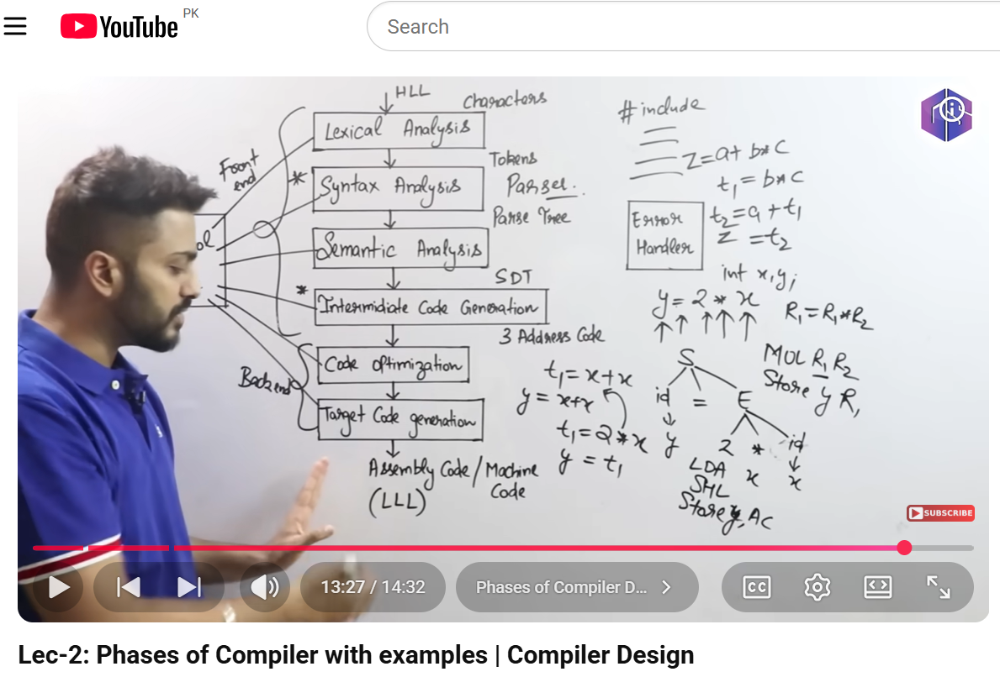 PK
YouTube
Search
HLL
Characters
Lexical Analysis
Front
end
*
Tokens
Syntax Analysis
Parser.
Parse Tree
ol
Semantic Analysis
SDT
*
Intermidiate Code Generation
3 Address Code
Code Optimization
Backend
Target Code generation
Assembly Code / Machine
Code
(LLL)
#include
Z=a+b*c
t1=b*c
t2=a+t1
Z=t2
Error
Handler
int x,y;
y=2*x
R1=R1*R2
MUL R1 R2
Store y R1
t1=x+x
y=x+x
t1=2*x
y=t1
S
id = E
y 2 * id
x
LDA x
SHL
Store y, AC
SUBSCRIBE
13:27 / 14:32
Phases of Compiler D...
CC
Lec-2: Phases of Compiler with examples | Compiler Design